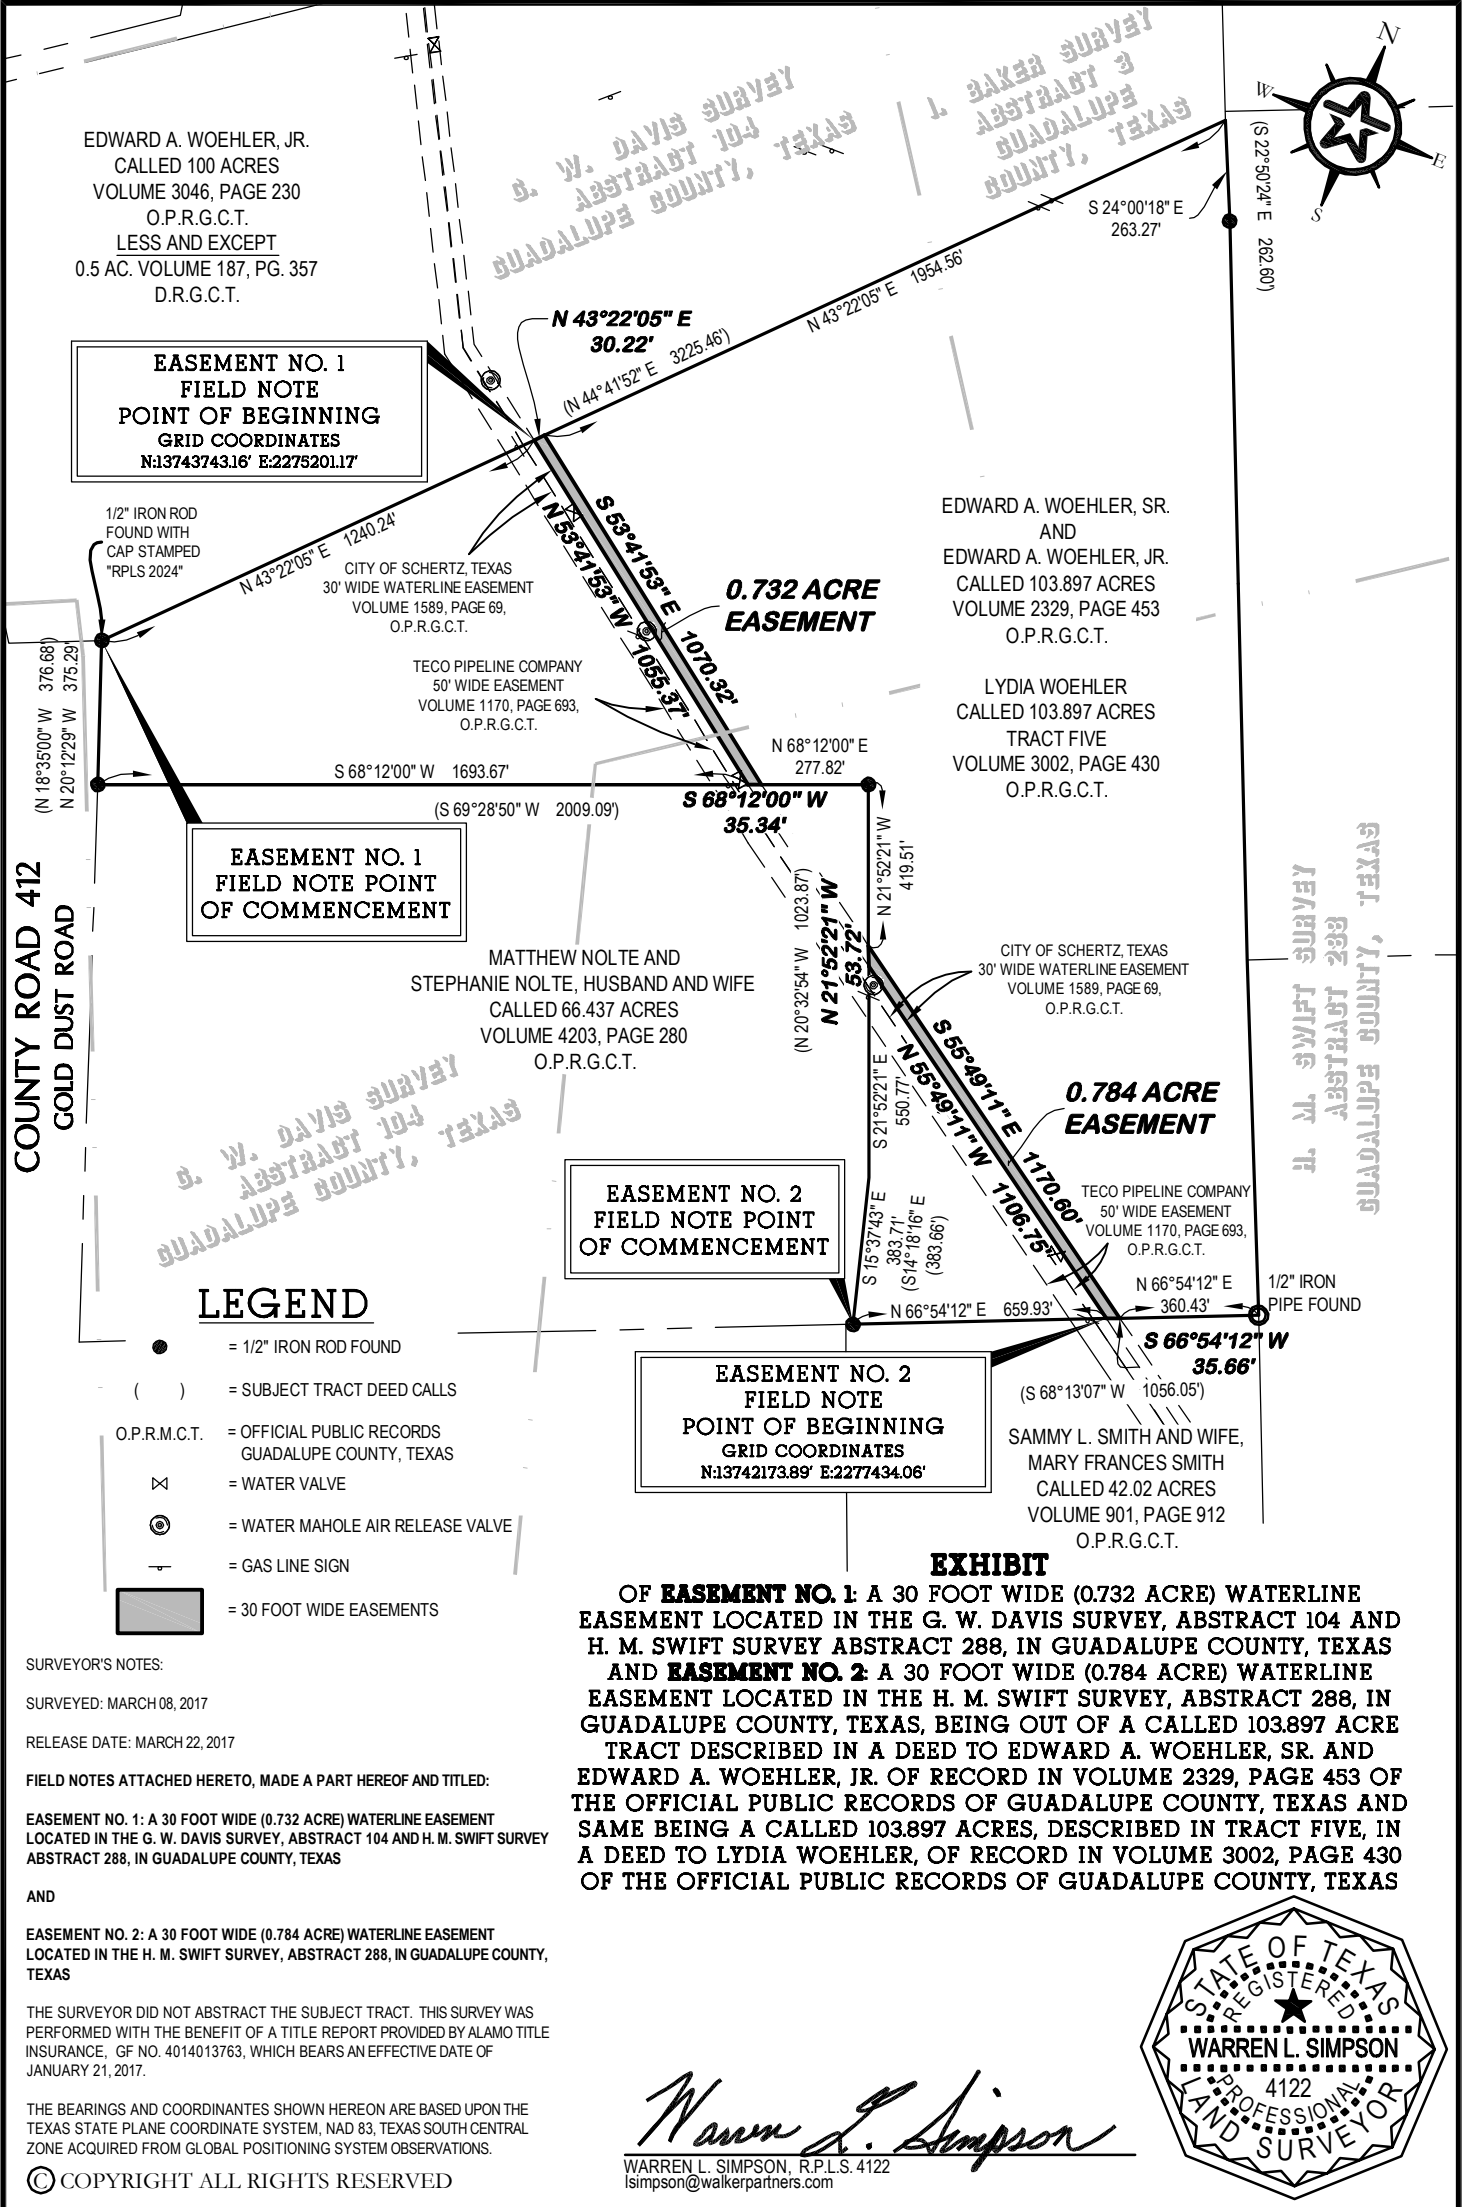 G. W. DAVIS SURVEY
ABSTRACT 104
GUADALUPE COUNTY, TEXAS
I. BAKER SURVEY
ABSTRACT 3
GUADALUPE
COUNTY, TEXAS
N
W
E
S
EDWARD A. WOEHLER, JR.
CALLED 100 ACRES
VOLUME 3046, PAGE 230
O.P.R.G.C.T.
LESS AND EXCEPT
0.5 AC. VOLUME 187, PG. 357
D.R.G.C.T.
S 24°00'18" E
263.27'
(S 22°50'24" E 262.60')
N 43°22'05" E 1954.56'
N 43°22'05" E
30.22'
(N 44°41'52" E 3225.46')
EASEMENT NO. 1
FIELD NOTE
POINT OF BEGINNING
GRID COORDINATES
N:13743743.16' E:2275201.17'
1/2" IRON ROD
FOUND WITH
CAP STAMPED
"RPLS 2024"
N 43°22'05" E 1240.24'
CITY OF SCHERTZ, TEXAS
30' WIDE WATERLINE EASEMENT
VOLUME 1589, PAGE 69,
O.P.R.G.C.T.
S 53°41'53" E 1070.32'
N 53°41'53" W 1055.37'
0.732 ACRE
EASEMENT
EDWARD A. WOEHLER, SR.
AND
EDWARD A. WOEHLER, JR.
CALLED 103.897 ACRES
VOLUME 2329, PAGE 453
O.P.R.G.C.T.
LYDIA WOEHLER
CALLED 103.897 ACRES
TRACT FIVE
VOLUME 3002, PAGE 430
O.P.R.G.C.T.
TECO PIPELINE COMPANY
50' WIDE EASEMENT
VOLUME 1170, PAGE 693,
O.P.R.G.C.T.
(N 18°35'00" W 376.68')
N 20°12'29" W 375.29'
N 68°12'00" E
277.82'
S 68°12'00" W 1693.67'
(S 69°28'50" W 2009.09')
S 68°12'00" W
35.34'
EASEMENT NO. 1
FIELD NOTE POINT
OF COMMENCEMENT
COUNTY ROAD 412
GOLD DUST ROAD
N 21°52'21" W
419.51'
(N 20°32'54" W 1023.87')
N 21°52'21" W
53.72'
MATTHEW NOLTE AND
STEPHANIE NOLTE, HUSBAND AND WIFE
CALLED 66.437 ACRES
VOLUME 4203, PAGE 280
O.P.R.G.C.T.
CITY OF SCHERTZ, TEXAS
30' WIDE WATERLINE EASEMENT
VOLUME 1589, PAGE 69,
O.P.R.G.C.T.
H. M. SWIFT SURVEY
ABSTRACT 288
GUADALUPE COUNTY, TEXAS
G. W. DAVIS SURVEY
ABSTRACT 104
GUADALUPE COUNTY, TEXAS
S 21°52'21" E
550.77'
S 55°49'11" E 1170.60'
N 55°49'11" W 1106.75'
0.784 ACRE
EASEMENT
EASEMENT NO. 2
FIELD NOTE POINT
OF COMMENCEMENT
S 15°37'43" E
383.71'
(S14°18'16" E
(383.66')
TECO PIPELINE COMPANY
50' WIDE EASEMENT
VOLUME 1170, PAGE 693,
O.P.R.G.C.T.
N 66°54'12" E 659.93'
N 66°54'12" E
360.43'
1/2" IRON
PIPE FOUND
S 66°54'12" W
35.66'
(S 68°13'07" W 1056.05')
EASEMENT NO. 2
FIELD NOTE
POINT OF BEGINNING
GRID COORDINATES
N:13742173.89' E:2277434.06'
SAMMY L. SMITH AND WIFE,
MARY FRANCES SMITH
CALLED 42.02 ACRES
VOLUME 901, PAGE 912
O.P.R.G.C.T.
LEGEND
= 1/2" IRON ROD FOUND
( ) = SUBJECT TRACT DEED CALLS
O.P.R.M.C.T. = OFFICIAL PUBLIC RECORDS
GUADALUPE COUNTY, TEXAS
= WATER VALVE
= WATER MAHOLE AIR RELEASE VALVE
= GAS LINE SIGN
= 30 FOOT WIDE EASEMENTS
SURVEYOR'S NOTES:
SURVEYED: MARCH 08, 2017
RELEASE DATE: MARCH 22, 2017
FIELD NOTES ATTACHED HERETO, MADE A PART HEREOF AND TITLED:
EASEMENT NO. 1: A 30 FOOT WIDE (0.732 ACRE) WATERLINE EASEMENT
LOCATED IN THE G. W. DAVIS SURVEY, ABSTRACT 104 AND H. M. SWIFT SURVEY
ABSTRACT 288, IN GUADALUPE COUNTY, TEXAS
AND
EASEMENT NO. 2: A 30 FOOT WIDE (0.784 ACRE) WATERLINE EASEMENT
LOCATED IN THE H. M. SWIFT SURVEY, ABSTRACT 288, IN GUADALUPE COUNTY,
TEXAS
THE SURVEYOR DID NOT ABSTRACT THE SUBJECT TRACT. THIS SURVEY WAS
PERFORMED WITH THE BENEFIT OF A TITLE REPORT PROVIDED BY ALAMO TITLE
INSURANCE, GF NO. 4014013763, WHICH BEARS AN EFFECTIVE DATE OF
JANUARY 21, 2017.
THE BEARINGS AND COORDINANTES SHOWN HEREON ARE BASED UPON THE
TEXAS STATE PLANE COORDINATE SYSTEM, NAD 83, TEXAS SOUTH CENTRAL
ZONE ACQUIRED FROM GLOBAL POSITIONING SYSTEM OBSERVATIONS.
© COPYRIGHT ALL RIGHTS RESERVED
EXHIBIT
OF EASEMENT NO. 1: A 30 FOOT WIDE (0.732 ACRE) WATERLINE
EASEMENT LOCATED IN THE G. W. DAVIS SURVEY, ABSTRACT 104 AND
H. M. SWIFT SURVEY ABSTRACT 288, IN GUADALUPE COUNTY, TEXAS
AND EASEMENT NO. 2: A 30 FOOT WIDE (0.784 ACRE) WATERLINE
EASEMENT LOCATED IN THE H. M. SWIFT SURVEY, ABSTRACT 288, IN
GUADALUPE COUNTY, TEXAS, BEING OUT OF A CALLED 103.897 ACRE
TRACT DESCRIBED IN A DEED TO EDWARD A. WOEHLER, SR. AND
EDWARD A. WOEHLER, JR. OF RECORD IN VOLUME 2329, PAGE 453 OF
THE OFFICIAL PUBLIC RECORDS OF GUADALUPE COUNTY, TEXAS AND
SAME BEING A CALLED 103.897 ACRES, DESCRIBED IN TRACT FIVE, IN
A DEED TO LYDIA WOEHLER, OF RECORD IN VOLUME 3002, PAGE 430
OF THE OFFICIAL PUBLIC RECORDS OF GUADALUPE COUNTY, TEXAS
Warren L. Simpson
WARREN L. SIMPSON, R.P.L.S. 4122
lsimpson@walkerpartners.com
STATE OF TEXAS
REGISTERED
WARREN L. SIMPSON
4122
PROFESSIONAL
LAND SURVEYOR